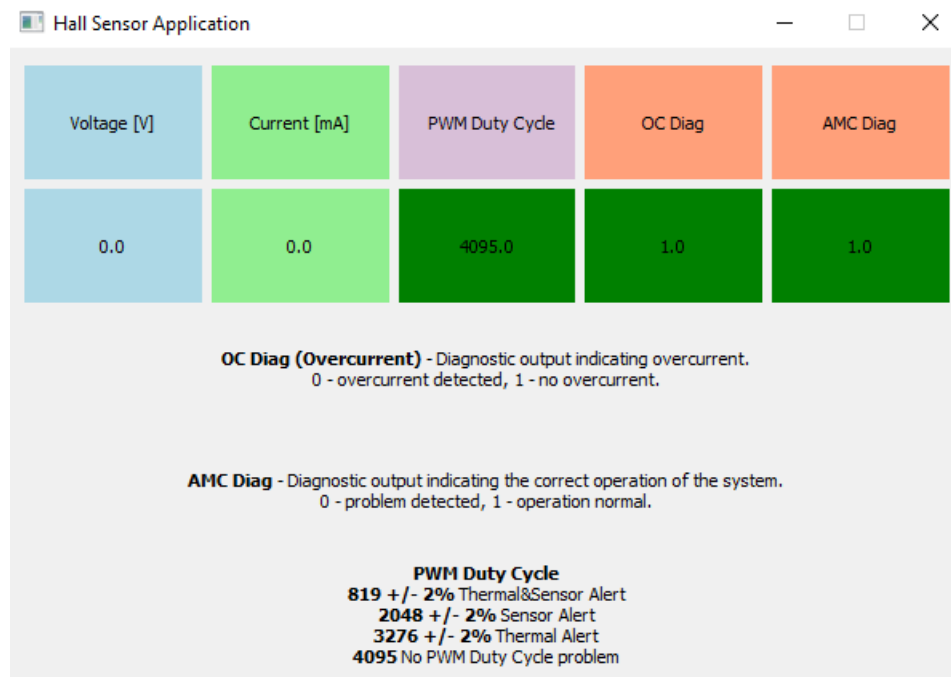 Hall Sensor Application
Voltage [V] Current [mA] PWM Duty Cycle OC Diag AMC Diag
0.0 0.0 4095.0 1.0 1.0
OC Diag (Overcurrent) - Diagnostic output indicating overcurrent.
0 - overcurrent detected, 1 - no overcurrent.
AMC Diag - Diagnostic output indicating the correct operation of the system.
0 - problem detected, 1 - operation normal.
PWM Duty Cycle
819 +/- 2% Thermal&Sensor Alert
2048 +/- 2% Sensor Alert
3276 +/- 2% Thermal Alert
4095 No PWM Duty Cycle problem